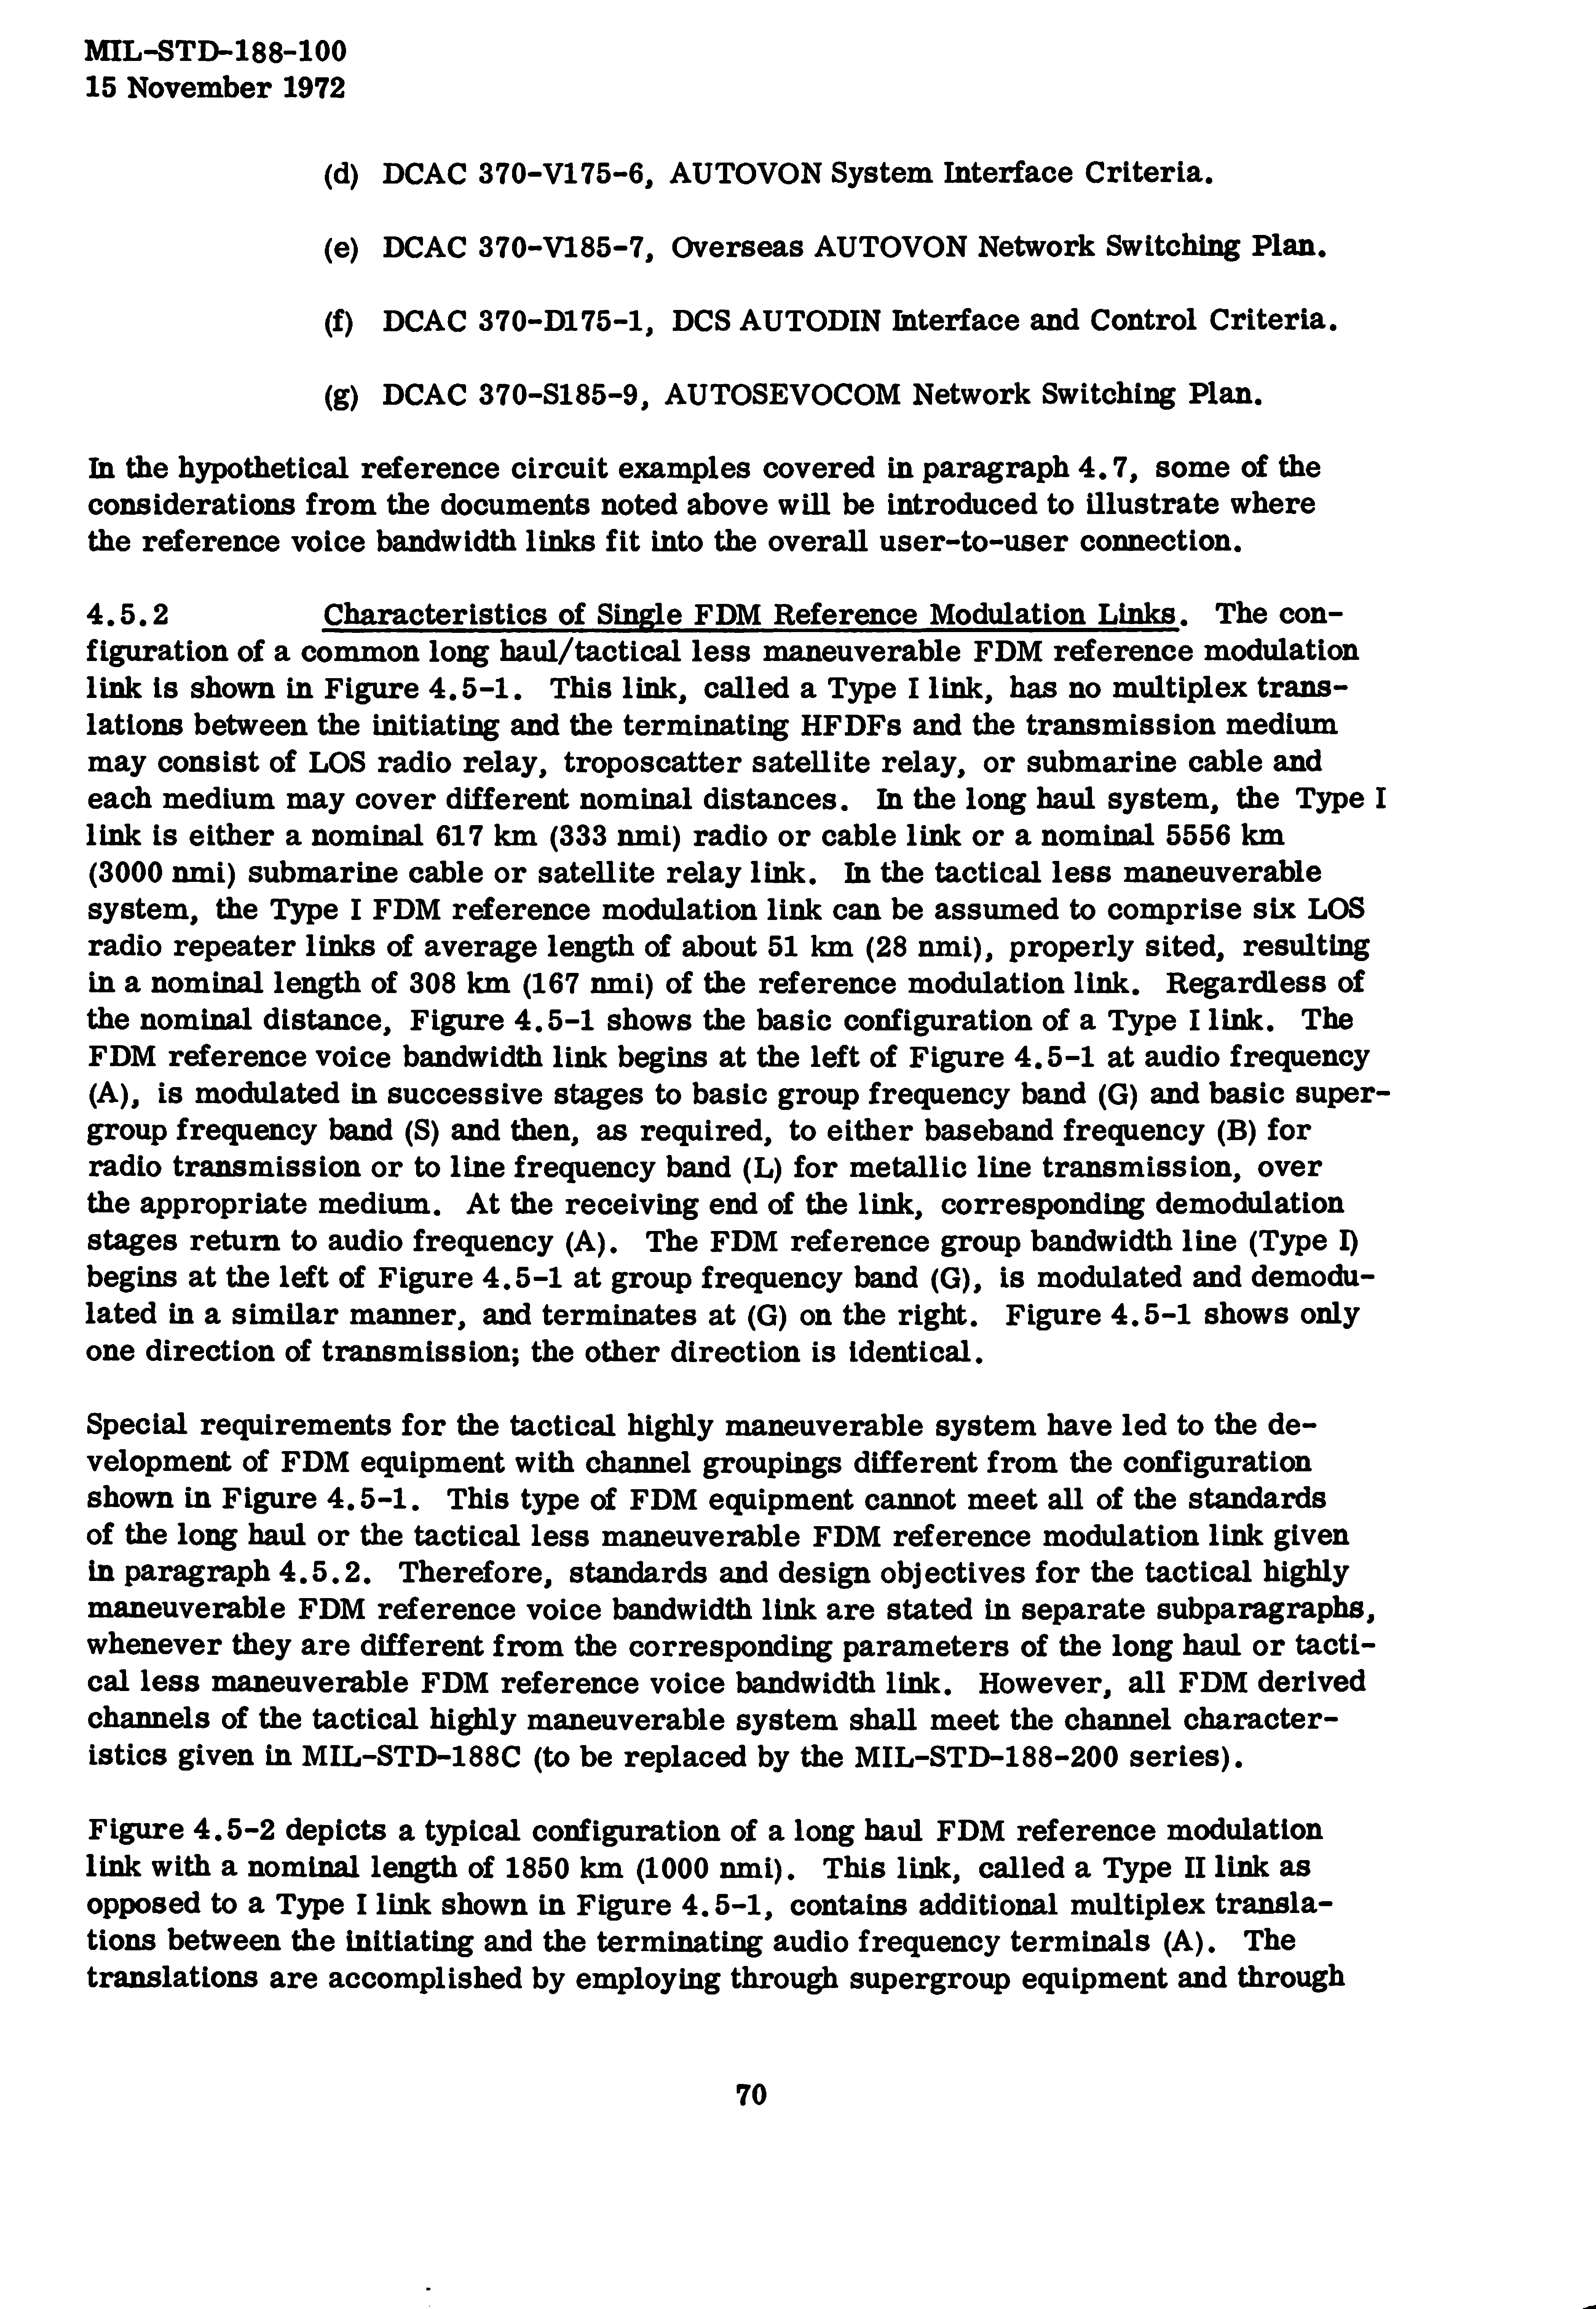 MIL-STD-188-100
15 November 1972
(d) DCAC 370-V175-6, AUTOVON System Interface Criteria.
(e) DCAC 370-V185-7, Overseas AUTOVON Network Switching Plan.
(f) DCAC 370-D175-1, DCS AUTODIN Interface and Control Criteria.
(g) DCAC 370-S185-9, AUTOSEVOCOM Network Switching Plan.
In the hypothetical reference circuit examples covered in paragraph 4.7, some of the
considerations from the documents noted above will be introduced to illustrate where
the reference voice bandwidth links fit into the overall user-to-user connection.
4.5.2 Characteristics of Single FDM Reference Modulation Links. The con-
figuration of a common long haul/tactical less maneuverable FDM reference modulation
link is shown in Figure 4.5-1. This link, called a Type I link, has no multiplex trans-
lations between the initiating and the terminating HFDFs and the transmission medium
may consist of LOS radio relay, troposcatter satellite relay, or submarine cable and
each medium may cover different nominal distances. In the long haul system, the Type I
link is either a nominal 617 km (333 nmi) radio or cable link or a nominal 5556 km
(3000 nmi) submarine cable or satellite relay link. In the tactical less maneuverable
system, the Type I FDM reference modulation link can be assumed to comprise six LOS
radio repeater links of average length of about 51 km (28 nmi), properly sited, resulting
in a nominal length of 308 km (167 nmi) of the reference modulation link. Regardless of
the nominal distance, Figure 4.5-1 shows the basic configuration of a Type I link. The
FDM reference voice bandwidth link begins at the left of Figure 4.5-1 at audio frequency
(A), is modulated in successive stages to basic group frequency band (G) and basic super-
group frequency band (S) and then, as required, to either baseband frequency (B) for
radio transmission or to line frequency band (L) for metallic line transmission, over
the appropriate medium. At the receiving end of the link, corresponding demodulation
stages return to audio frequency (A). The FDM reference group bandwidth line (Type I)
begins at the left of Figure 4.5-1 at group frequency band (G), is modulated and demodu-
lated in a similar manner, and terminates at (G) on the right. Figure 4.5-1 shows only
one direction of transmission; the other direction is identical.
Special requirements for the tactical highly maneuverable system have led to the de-
velopment of FDM equipment with channel groupings different from the configuration
shown in Figure 4.5-1. This type of FDM equipment cannot meet all of the standards
of the long haul or the tactical less maneuverable FDM reference modulation link given
in paragraph 4.5.2. Therefore, standards and design objectives for the tactical highly
maneuverable FDM reference voice bandwidth link are stated in separate subparagraphs,
whenever they are different from the corresponding parameters of the long haul or tacti-
cal less maneuverable FDM reference voice bandwidth link. However, all FDM derived
channels of the tactical highly maneuverable system shall meet the channel character-
istics given in MIL-STD-188C (to be replaced by the MIL-STD-188-200 series).
Figure 4.5-2 depicts a typical configuration of a long haul FDM reference modulation
link with a nominal length of 1850 km (1000 nmi). This link, called a Type II link as
opposed to a Type I link shown in Figure 4.5-1, contains additional multiplex transla-
tions between the initiating and the terminating audio frequency terminals (A). The
translations are accomplished by employing through supergroup equipment and through
70